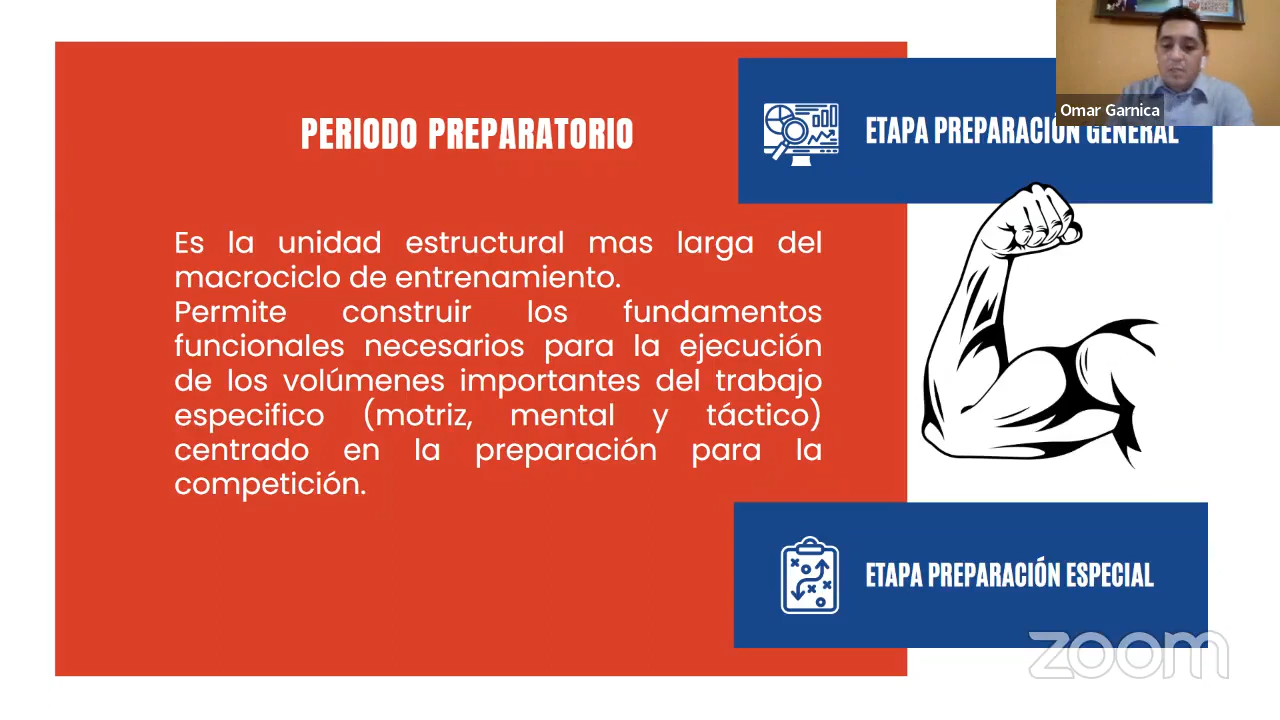 PERIODO PREPARATORIO
Es la unidad estructural mas larga del
macrociclo de entrenamiento.
Permite construir los fundamentos
funcionales necesarios para la ejecución
de los volúmenes importantes del trabajo
especifico (motriz, mental y táctico)
centrado en la preparación para la
competición.
ETAPA PREPARACIÓN GENERAL
Omar Garnica
ETAPA PREPARACIÓN ESPECIAL
zoom